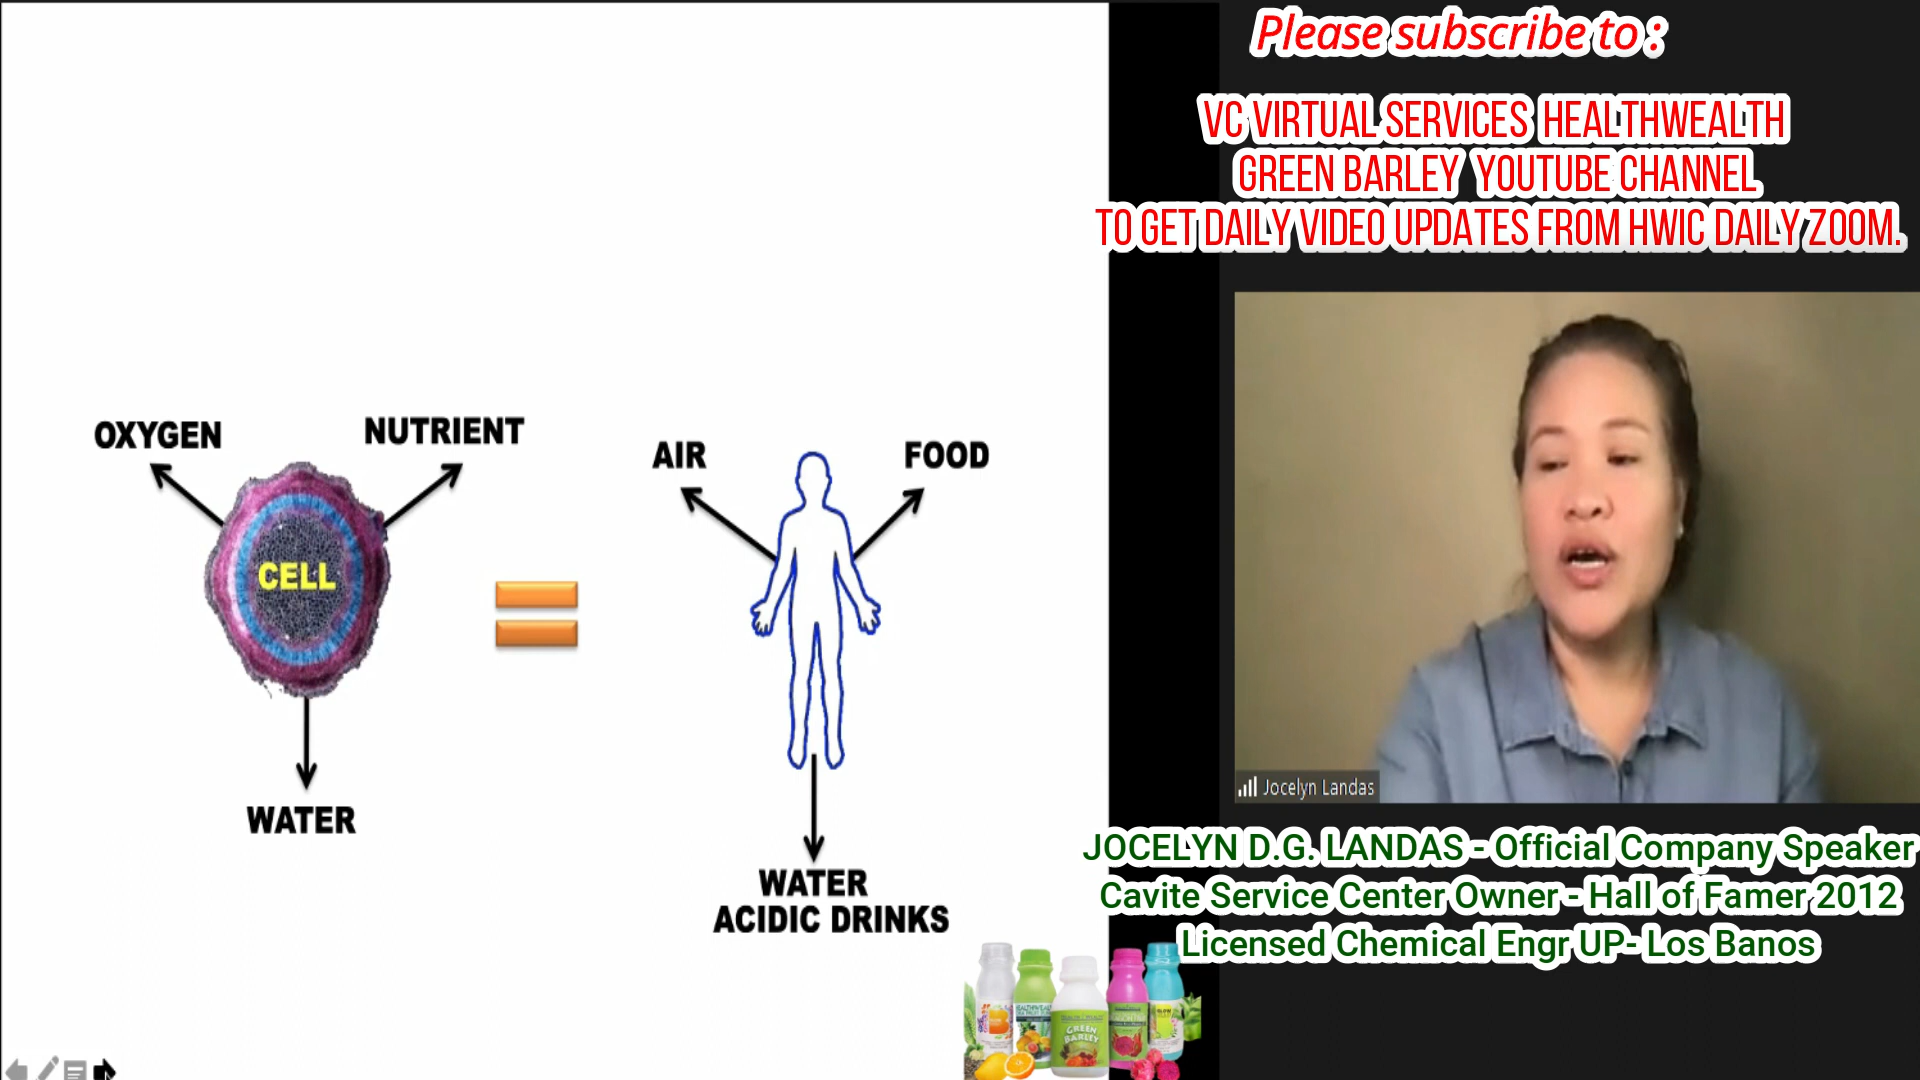 Please subscribe to :
VC VIRTUAL SERVICES HEALTHWEALTH
GREEN BARLEY YOUTUBE CHANNEL
TO GET DAILY VIDEO UPDATES FROM HWIC DAILY ZOOM.
OXYGEN
NUTRIENT
CELL
WATER
AIR
FOOD
WATER
ACIDIC DRINKS
Jocelyn Landas
JOCELYN D.G. LANDAS - Official Company Speaker
Cavite Service Center Owner - Hall of Famer 2012
Licensed Chemical Engr UP- Los Banos
GREEN
BARLEY